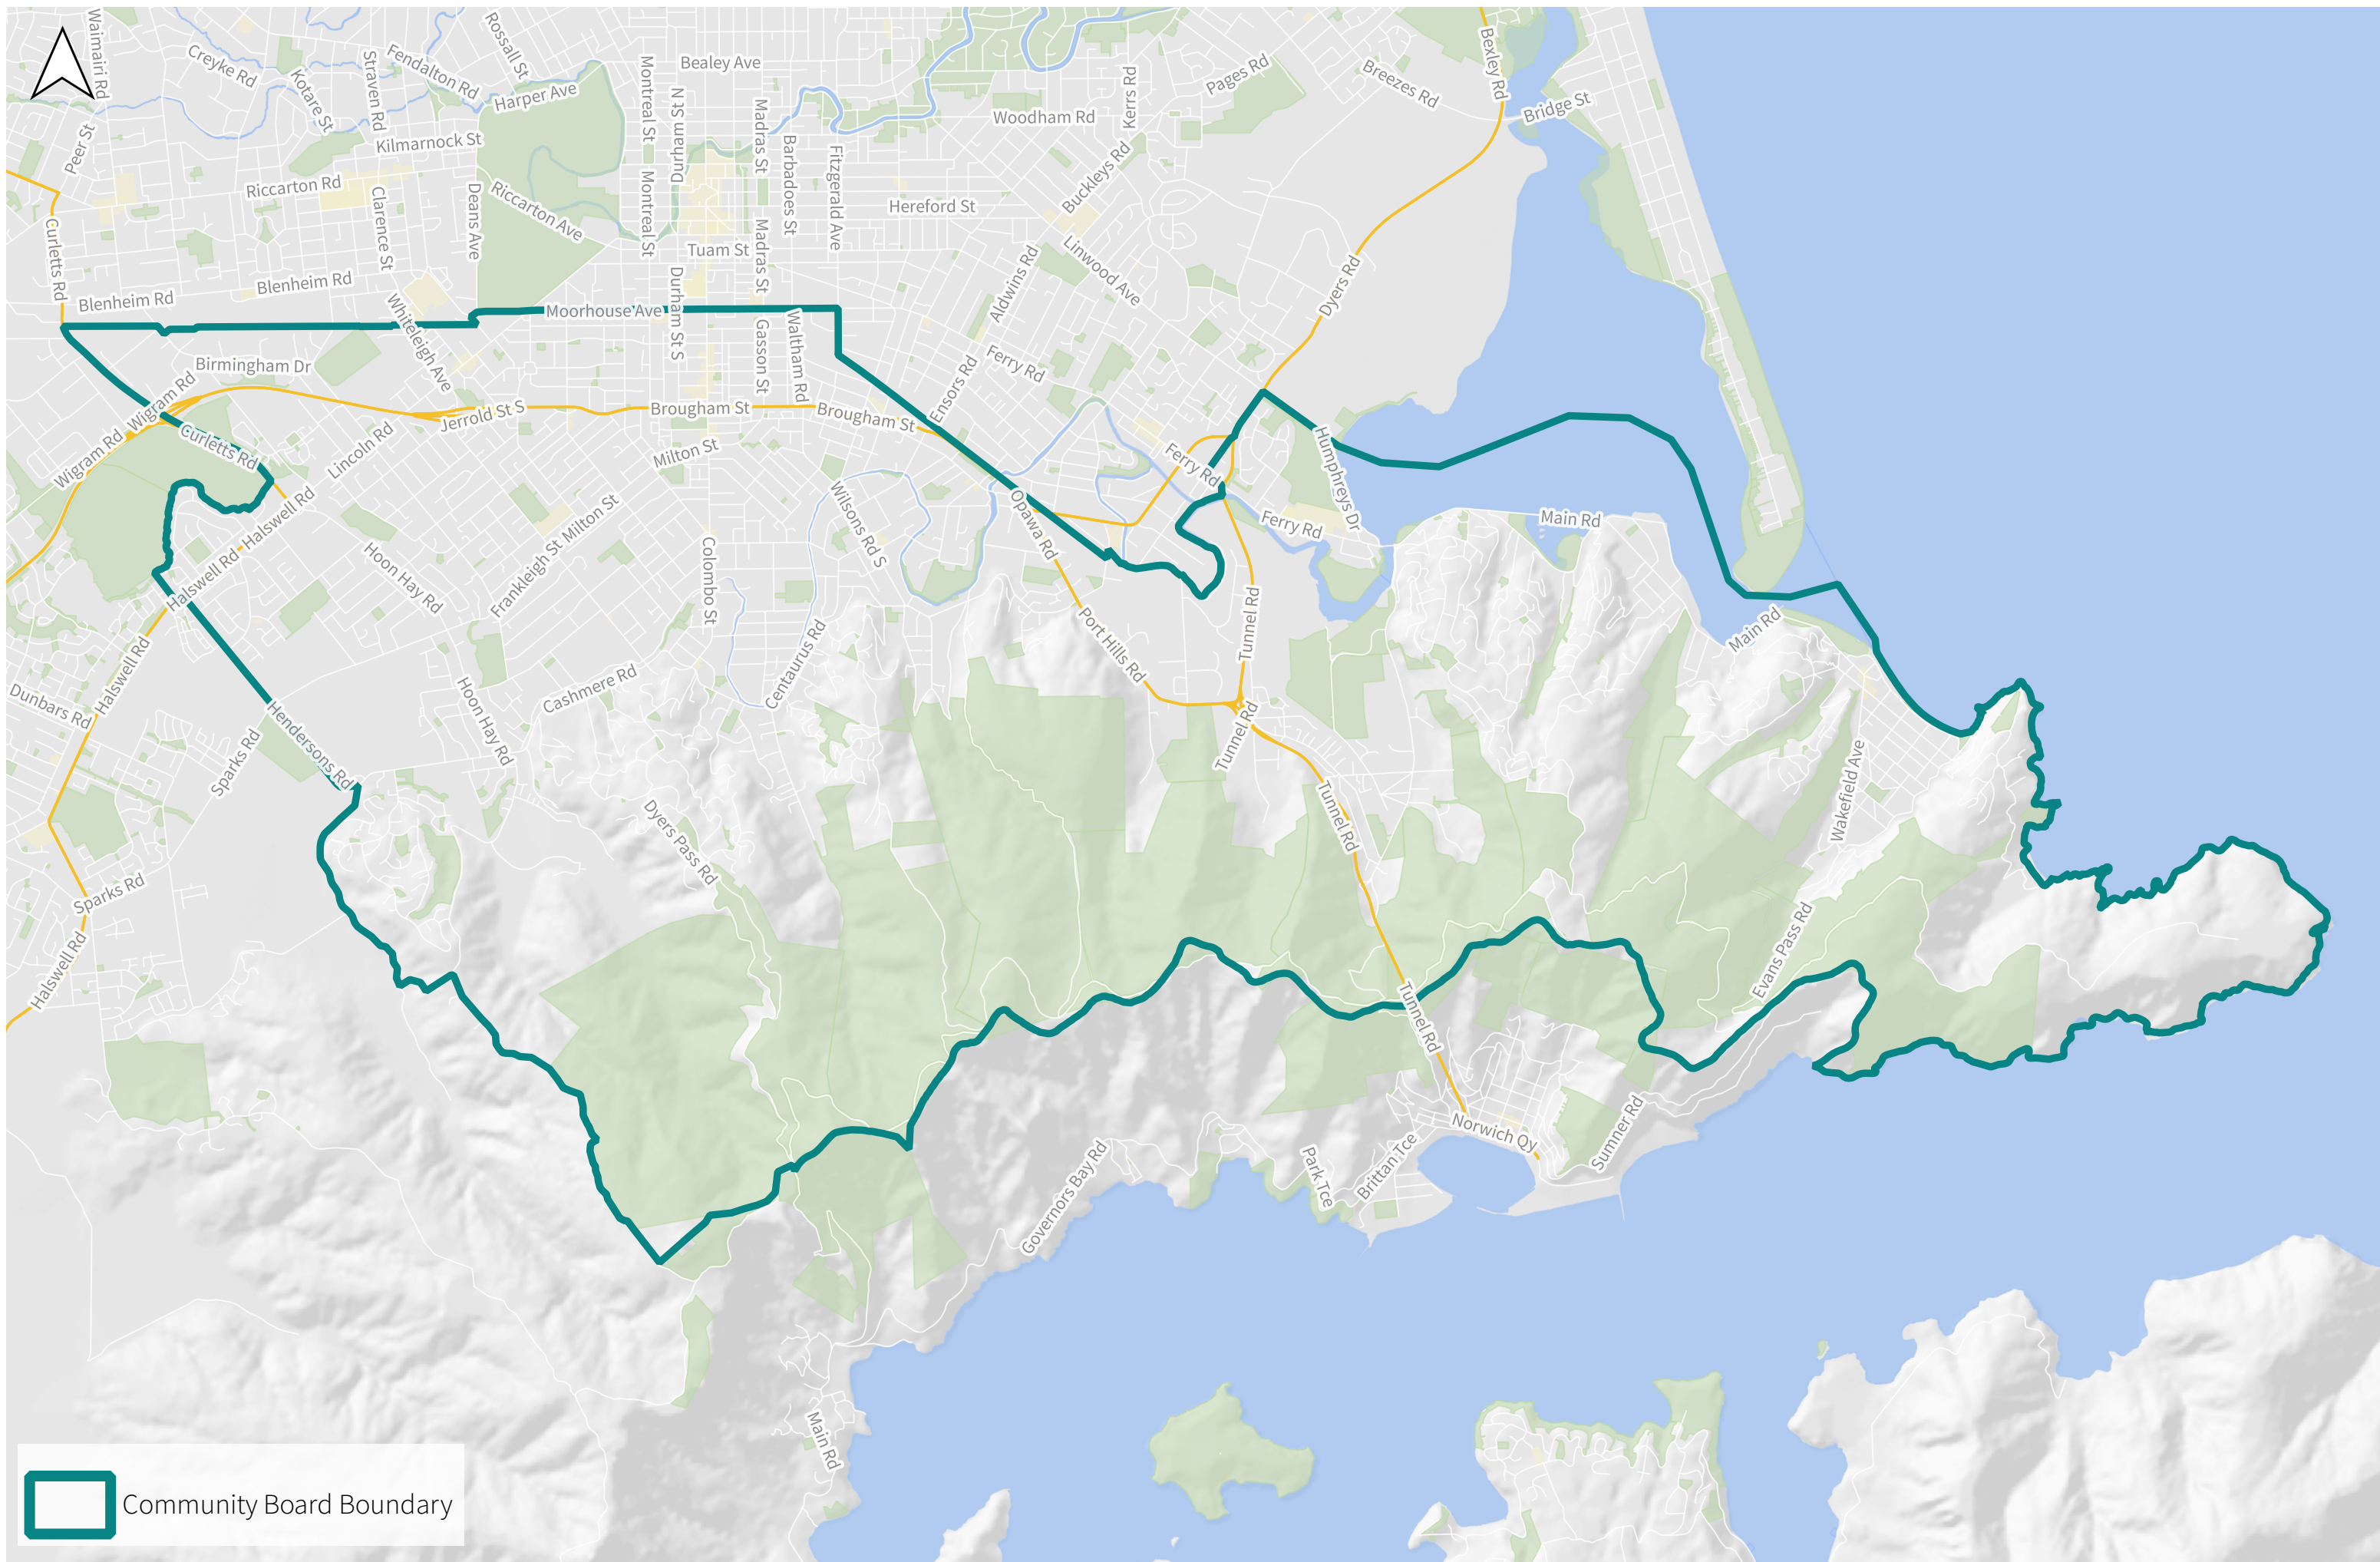 Waimairi Rd
Creyke Rd
Kotare St
Straven Rd
Fendalton Rd
Rossall St
Harper Ave
Montreal St
Bealey Ave
Durham St N
Madras St
Barbadoes St
Fitzgerald Ave
Woodham Rd
Kerrs Rd
Pages Rd
Breezes Rd
Bexley Rd
Bridge St
Peer St
Kilmarnock St
Riccarton Rd
Clarence St
Deans Ave
Riccarton Ave
Montreal St
Hereford St
Buckleys Rd
Tuam St
Madras St
Curletts Rd
Blenheim Rd
Blenheim Rd
Whiteleigh Ave
Moorhouse Ave
Durham St S
Gasson St
Waltham Rd
Aldwins Rd
Linwood Ave
Dyers Rd
Birmingham Dr
Ferry Rd
Wigram Rd
Wigram Rd
Curletts Rd
Lincoln Rd
Jerrold St S
Brougham St
Brougham St
Ensors Rd
Milton St
Ferry Rd
Humphreys Dr
Halswell Rd
Halswell Rd
Hoon Hay Rd
Frankleigh St
Milton St
Wilsons Rd S
Opawa Rd
Ferry Rd
Main Rd
Colombo St
Tunnel Rd
Port Hills Rd
Centaurus Rd
Main Rd
Dunbars Rd
Halswell Rd
Hendersons Rd
Sparks Rd
Hoon Hay Rd
Cashmere Rd
Tunnel Rd
Tunnel Rd
Wakefield Ave
Dyers Pass Rd
Sparks Rd
Halswell Rd
Evans Pass Rd
Tunnel Rd
Governors Bay Rd
Park Tce
Brittan Tce
Norwich Qy
Sumner Rd
Main Rd
Community Board Boundary